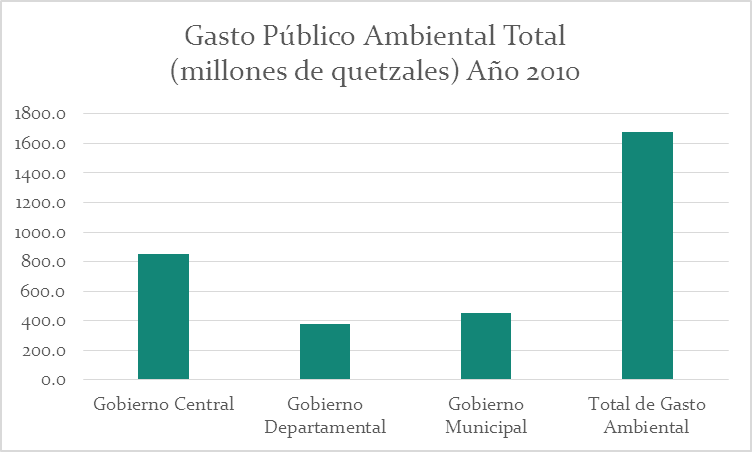 Gasto Público Ambiental Total
(millones de quetzales) Año 2010
1800.0
1600.0
1400.0
1200.0
1000.0
800.0
600.0
400.0
200.0
0.0
Gobierno Central
Gobierno
Departamental
Gobierno
Municipal
Total de Gasto
Ambiental